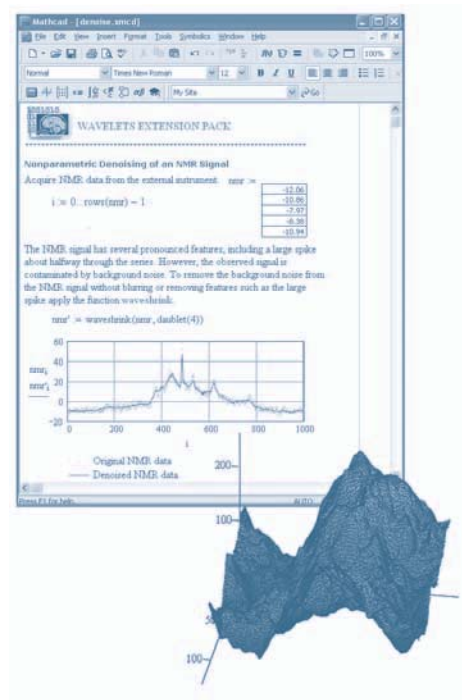 Mathcad - [denoise.xmcd]
File Edit View Insert Format Tools Symbolics Window Help
100%
Normal Times New Roman 12 B I U
My Site Go
WAVELETS EXTENSION PACK
Nonparametric Denoising of an NMR Signal
Acquire NMR data from the external instrument. nmr :=
-12.06
-10.86
-7.97
-8.36
-10.94
i := 0.. rows(nmr) - 1
The NMR signal has several pronounced features, including a large spike
about halfway through the series. However, the observed signal is
contaminated by background noise. To remove the background noise from
the NMR signal without blurring or removing features such as the large
spike apply the function waveshrink.
nmr' := waveshrink(nmr, daublet(4))
60
40
20
0
-20
nmrᵢ
nmr'ᵢ
0 200 400 600 800 1000
i
Original NMR data
Denoised NMR data
Press F1 for help. AUTO
200
100
100